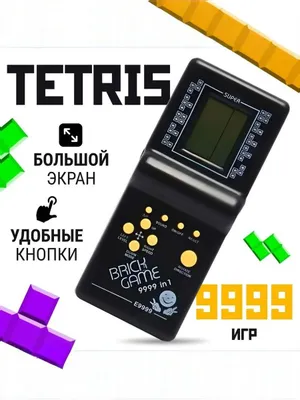 TETRIS
БОЛЬШОЙ
ЭКРАН
УДОБНЫЕ
КНОПКИ
SUPER
BRICK
GAME
9999 in 1
E9999
9999
ИГР